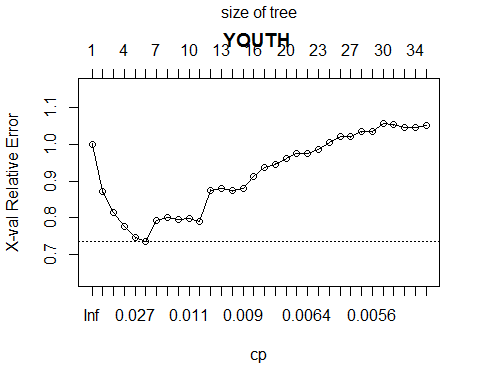 size of tree
YOUTH
1 4 7 10 13 16 20 23 27 30 34
X-val Relative Error
1.1
1.0
0.9
0.8
0.7
Inf 0.027 0.011 0.009 0.0064 0.0056
cp